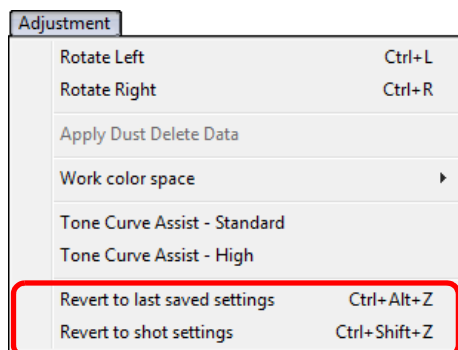 Adjustment
Rotate Left Ctrl+L
Rotate Right Ctrl+R
Apply Dust Delete Data
Work color space
Tone Curve Assist - Standard
Tone Curve Assist - High
Revert to last saved settings Ctrl+Alt+Z
Revert to shot settings Ctrl+Shift+Z